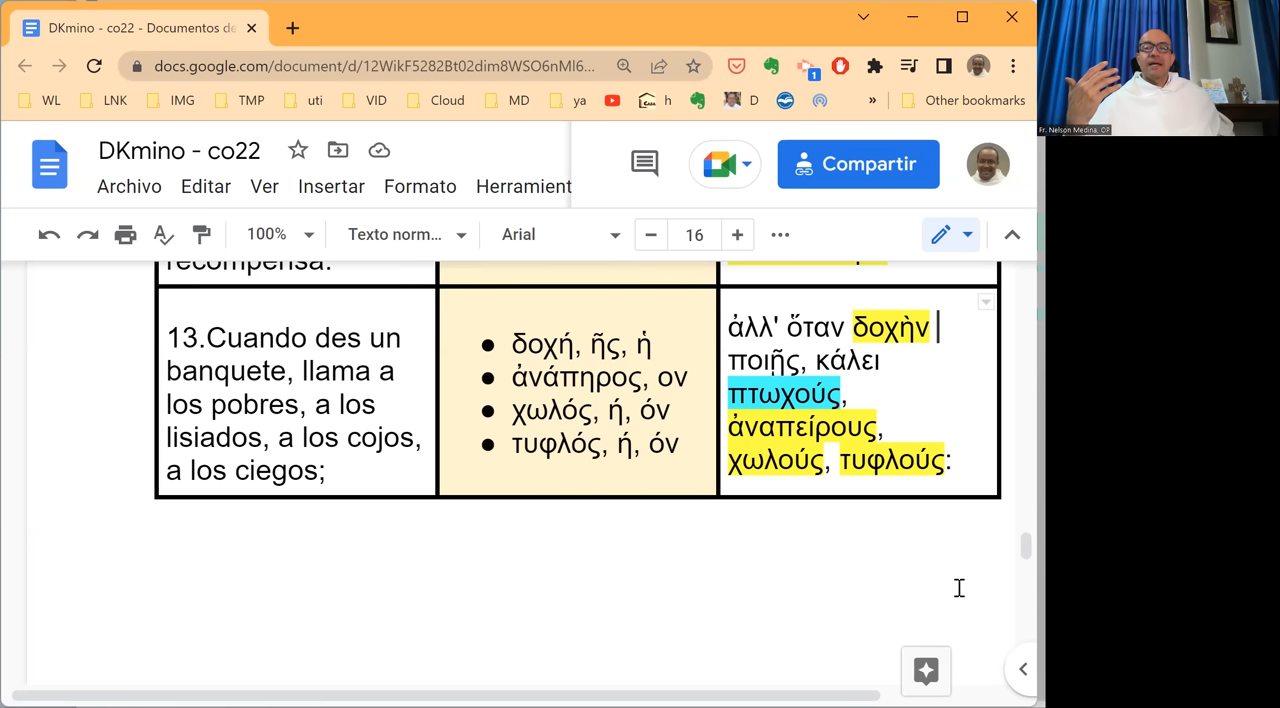 DKmino - co22 - Documentos de
docs.google.com/document/d/12WikF5282E02dim8WSO6nMl6...
1
WL LNK IMG TMP uti VID Cloud MD ya h D » Other bookmarks
DKmino - co22
Archivo Editar Ver Insertar Formato Herramient
Compartir
100% Texto norm... Arial 16
recompensa.
13.Cuando des un
banquete, llama a
los pobres, a los
lisiados, a los cojos,
a los ciegos;
δοχή, ῆς, ἡ
ἀνάπηρος, ον
χωλός, ή, όν
τυφλός, ή, όν
ἀλλ' ὅταν δοχὴν
ποιῇς, κάλει
πτωχούς,
ἀναπείρους,
χωλούς, τυφλούς:
Fr. Nelson Medina, OP